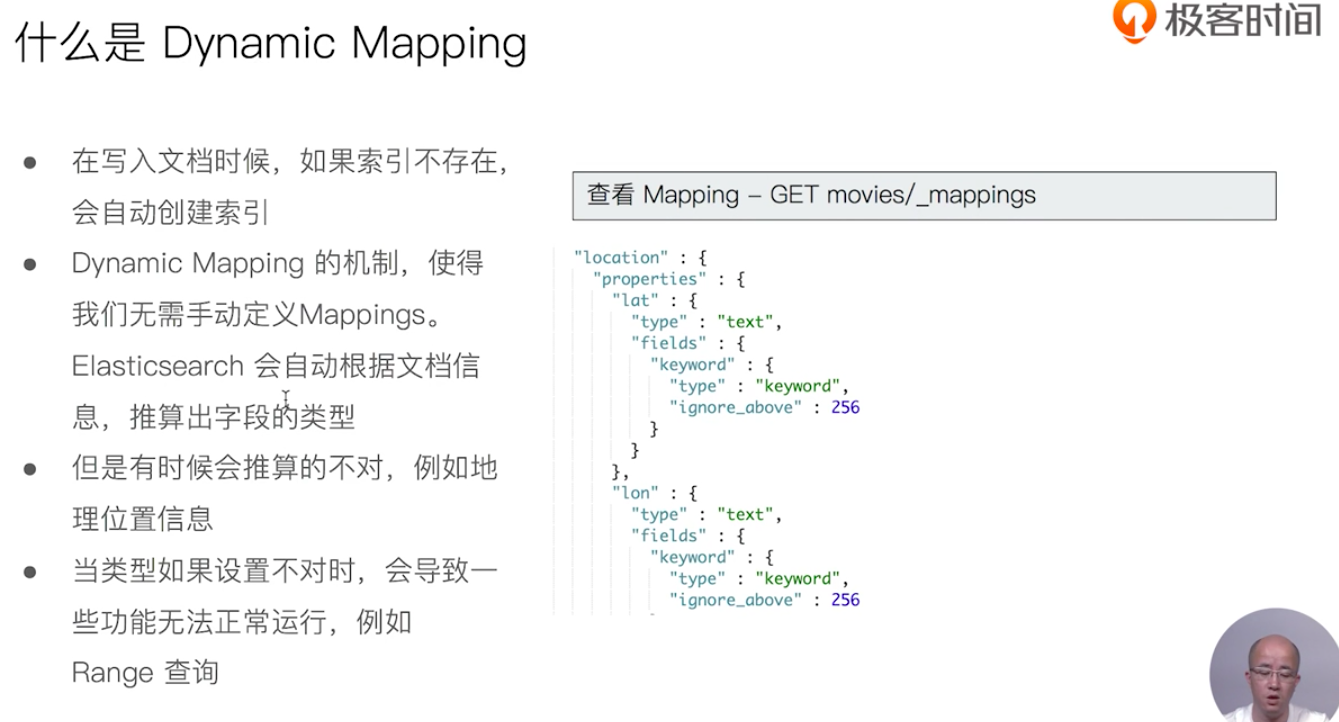 什么是 Dynamic Mapping
极客时间
在写入文档时候，如果索引不存在，
会自动创建索引
Dynamic Mapping 的机制，使得
我们无需手动定义Mappings。
Elasticsearch 会自动根据文档信
息，推算出字段的类型
但是有时候会推算的不对，例如地
理位置信息
当类型如果设置不对时，会导致一
些功能无法正常运行，例如
Range 查询
查看 Mapping – GET movies/_mappings
"location" : {
"properties" : {
"lat" : {
"type" : "text",
"fields" : {
"keyword" : {
"type" : "keyword",
"ignore_above" : 256
}
}
},
"lon" : {
"type" : "text",
"fields" : {
"keyword" : {
"type" : "keyword",
"ignore_above" : 256